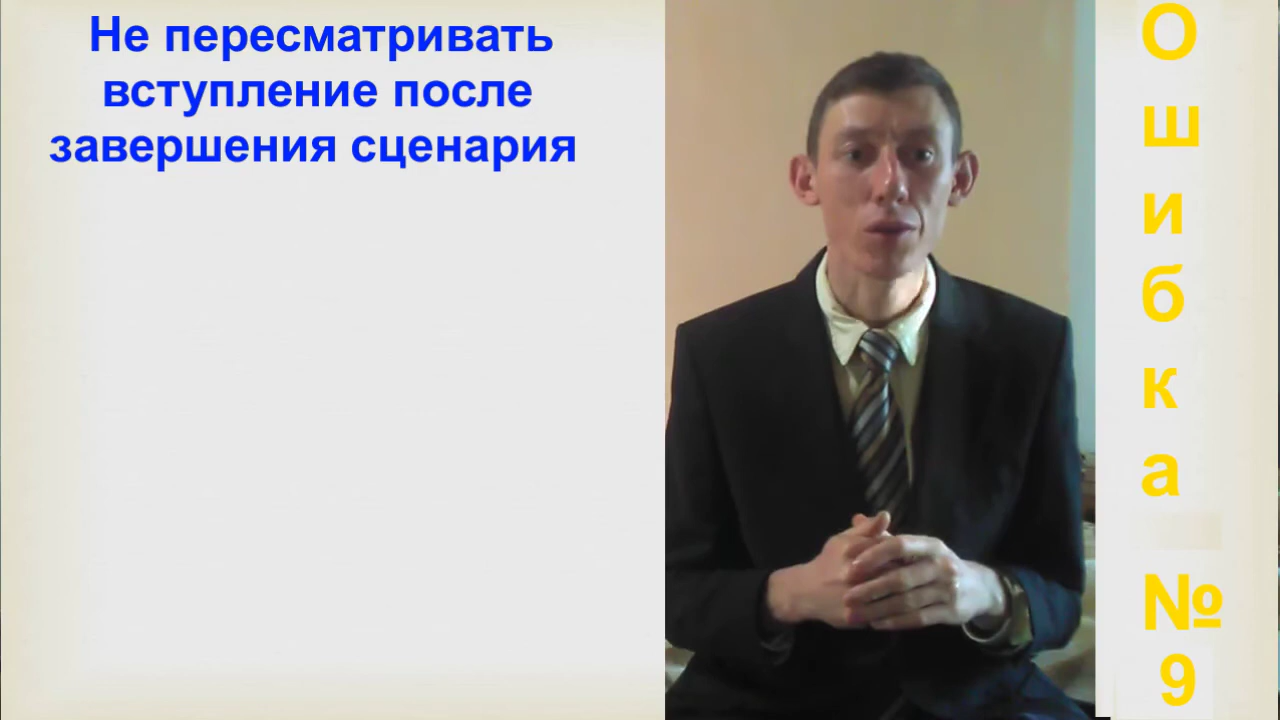 Не пересматривать
вступление после
завершения сценария
Ошибка
№
9